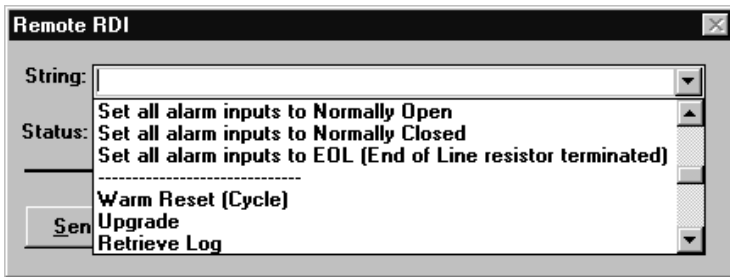 Remote RDI
String:
Set all alarm inputs to Normally Open
Status: Set all alarm inputs to Normally Closed
Set all alarm inputs to EOL (End of Line resistor terminated)
------------------------------
Warm Reset (Cycle)
Sen Upgrade
Retrieve Log